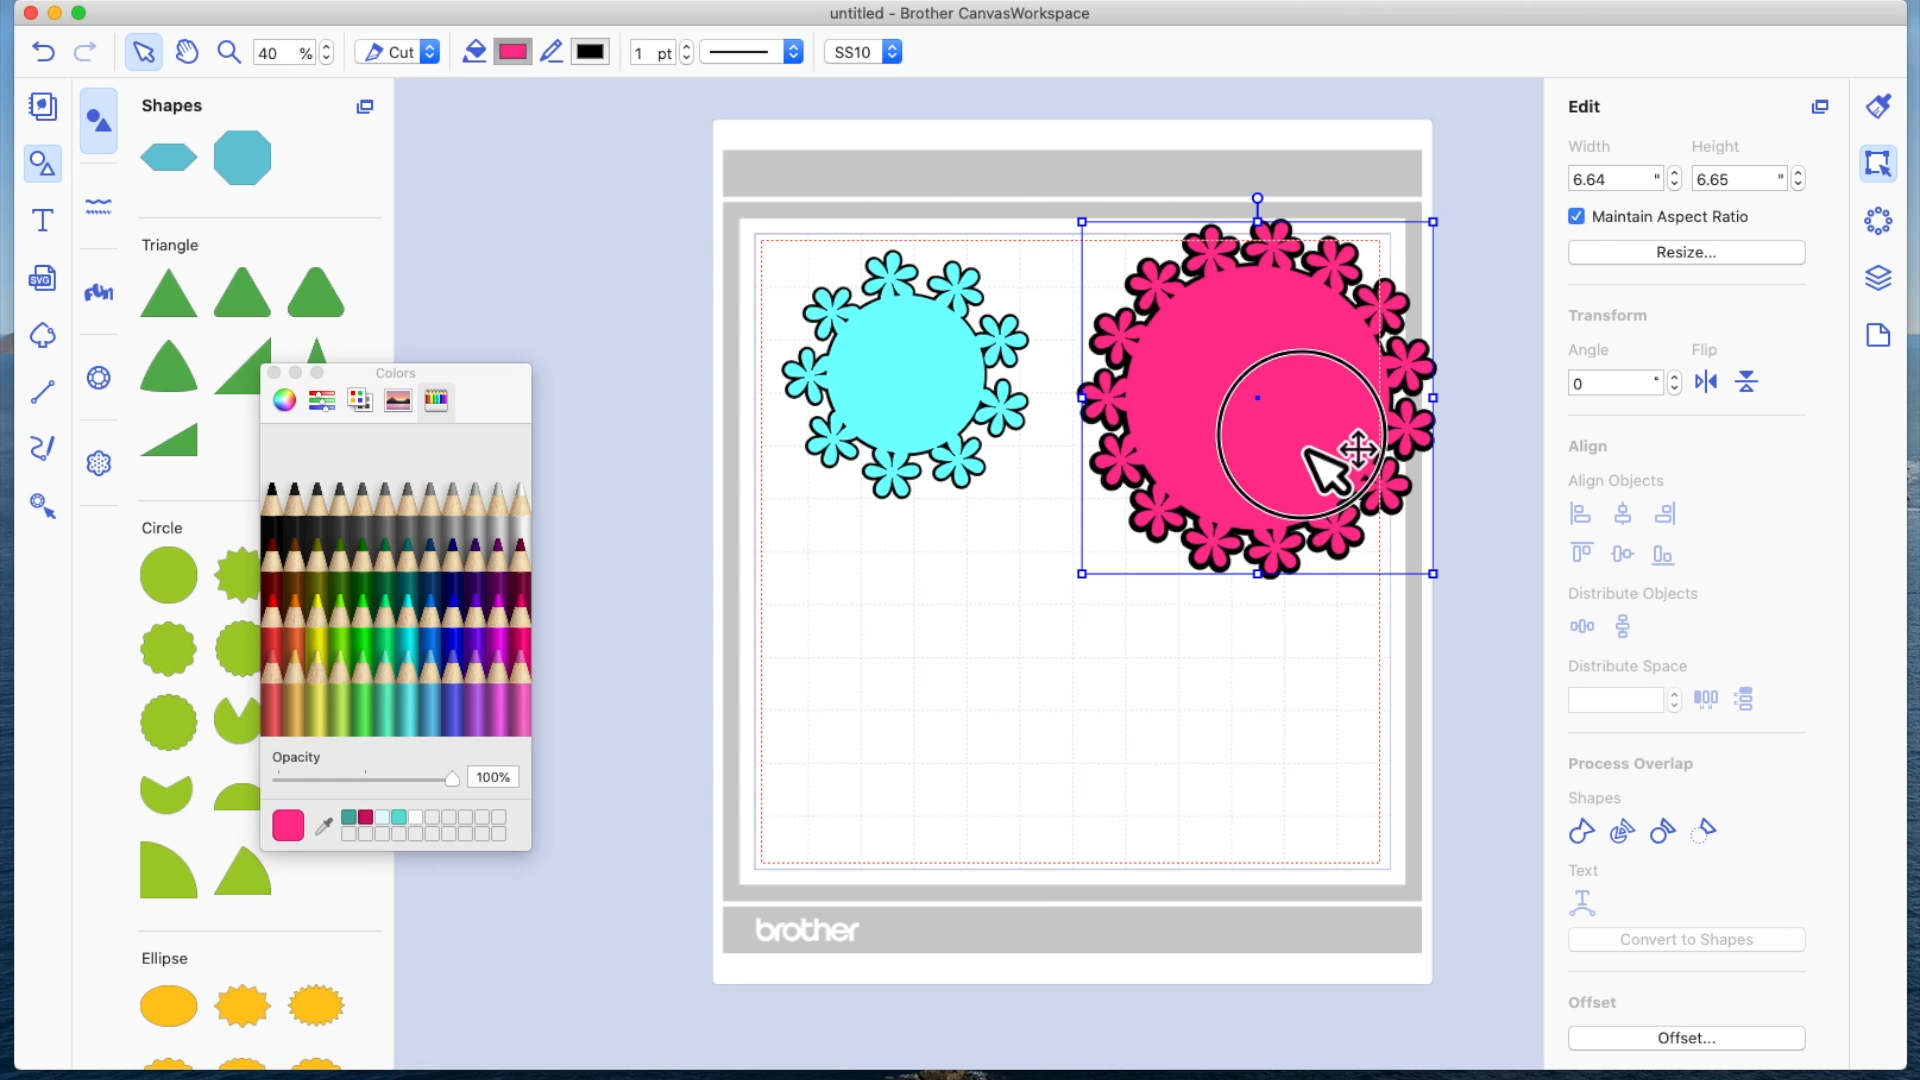 untitled - Brother CanvasWorkspace
40 %
Cut
1 pt
SS10
Shapes
Triangle
Circle
Ellipse
T
SVG
Fun
Colors
Opacity
100%
brother
Edit
Width
Height
6.64 "
6.65 "
Maintain Aspect Ratio
Resize...
Transform
Angle
Flip
0 °
Align
Align Objects
Distribute Objects
Distribute Space
Process Overlap
Shapes
Text
Convert to Shapes
Offset
Offset...